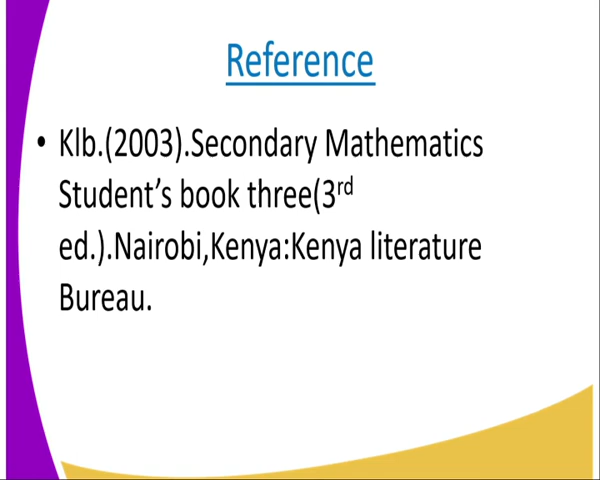 Reference
• Klb.(2003).Secondary Mathematics
Student’s book three(3rd
ed.).Nairobi,Kenya:Kenya literature
Bureau.